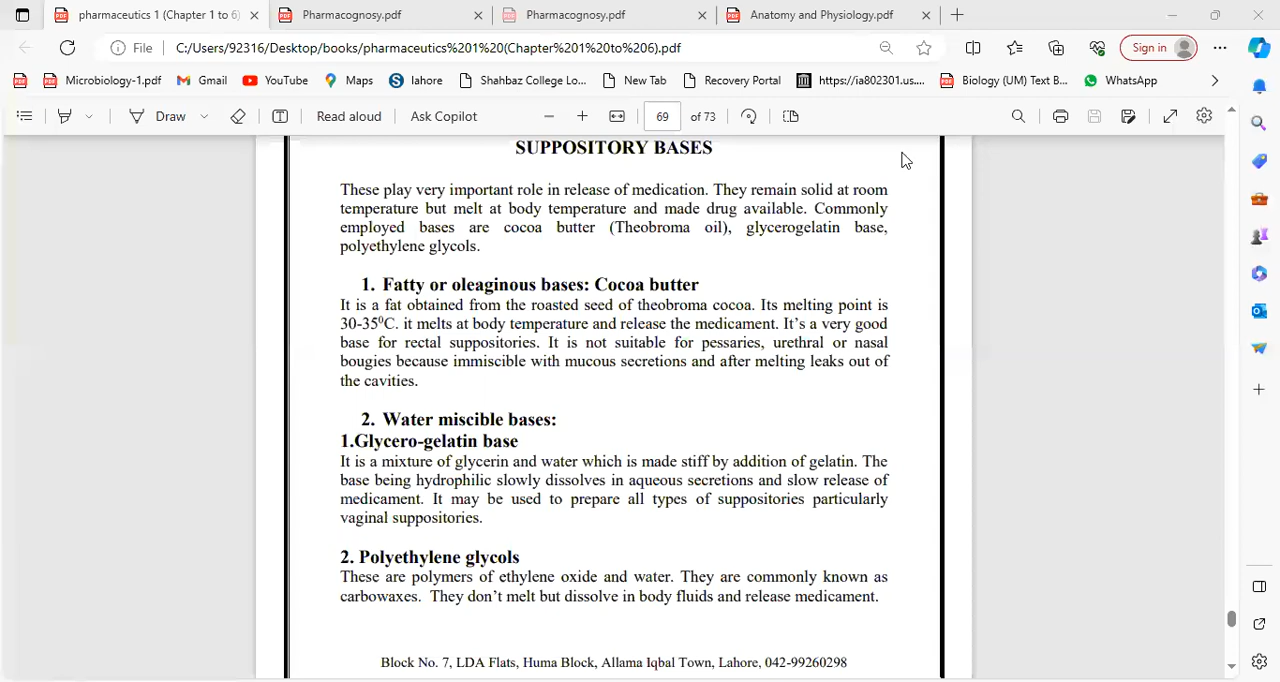 pharmaceutics 1 (Chapter 1 to 6)
Pharmacognosy.pdf
Pharmacognosy.pdf
Anatomy and Physiology.pdf
File
C:/Users/92316/Desktop/books/pharmaceutics%201%20(Chapter%201%20to%206).pdf
Sign in
Microbiology-1.pdf
Gmail
YouTube
Maps
lahore
Shahbaz College Lo...
New Tab
Recovery Portal
https://ia802301.us....
Biology (UM) Text B...
WhatsApp
Draw
Read aloud
Ask Copilot
69
of 73
SUPPOSITORY BASES
These play very important role in release of medication. They remain solid at room
temperature but melt at body temperature and made drug available. Commonly
employed bases are cocoa butter (Theobroma oil), glycerogelatin base,
polyethylene glycols.
1. Fatty or oleaginous bases: Cocoa butter
It is a fat obtained from the roasted seed of theobroma cocoa. Its melting point is
30-35⁰C. it melts at body temperature and release the medicament. It's a very good
base for rectal suppositories. It is not suitable for pessaries, urethral or nasal
bougies because immiscible with mucous secretions and after melting leaks out of
the cavities.
2. Water miscible bases:
1.Glycero-gelatin base
It is a mixture of glycerin and water which is made stiff by addition of gelatin. The
base being hydrophilic slowly dissolves in aqueous secretions and slow release of
medicament. It may be used to prepare all types of suppositories particularly
vaginal suppositories.
2. Polyethylene glycols
These are polymers of ethylene oxide and water. They are commonly known as
carbowaxes. They don't melt but dissolve in body fluids and release medicament.
Block No. 7, LDA Flats, Huma Block, Allama Iqbal Town, Lahore, 042-99260298